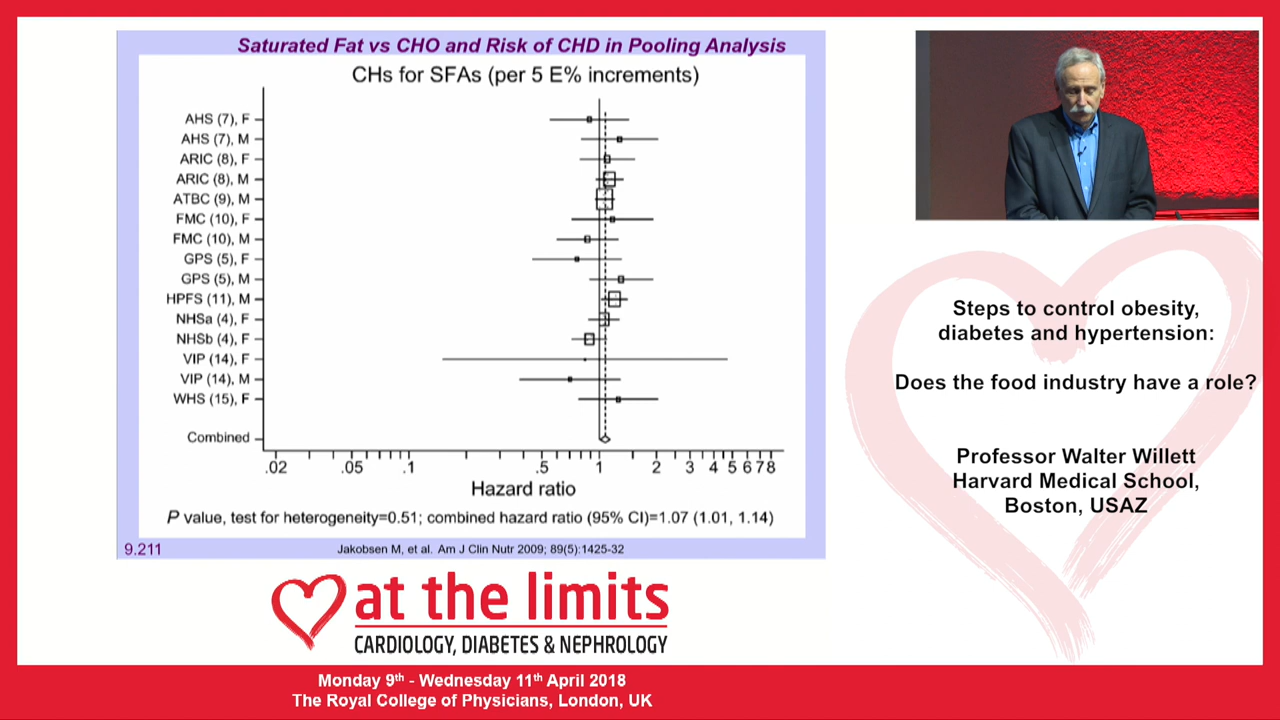 Saturated Fat vs CHO and Risk of CHD in Pooling Analysis
CHs for SFAs (per 5 E% increments)
AHS (7), F
AHS (7), M
ARIC (8), F
ARIC (8), M
ATBC (9), M
FMC (10), F
FMC (10), M
GPS (5), F
GPS (5), M
HPFS (11), M
NHSa (4), F
NHSb (4), F
VIP (14), F
VIP (14), M
WHS (15), F
Combined
.02 .05 .1 .5 1 2 3 4 5 6 7 8
Hazard ratio
P value, test for heterogeneity=0.51; combined hazard ratio (95% CI)=1.07 (1.01, 1.14)
9.211
Jakobsen M, et al. Am J Clin Nutr 2009; 89(5):1425-32
Steps to control obesity,
diabetes and hypertension:
Does the food industry have a role?
Professor Walter Willett
Harvard Medical School,
Boston, USAZ
at the limits
CARDIOLOGY, DIABETES & NEPHROLOGY
Monday 9th - Wednesday 11th April 2018
The Royal College of Physicians, London, UK